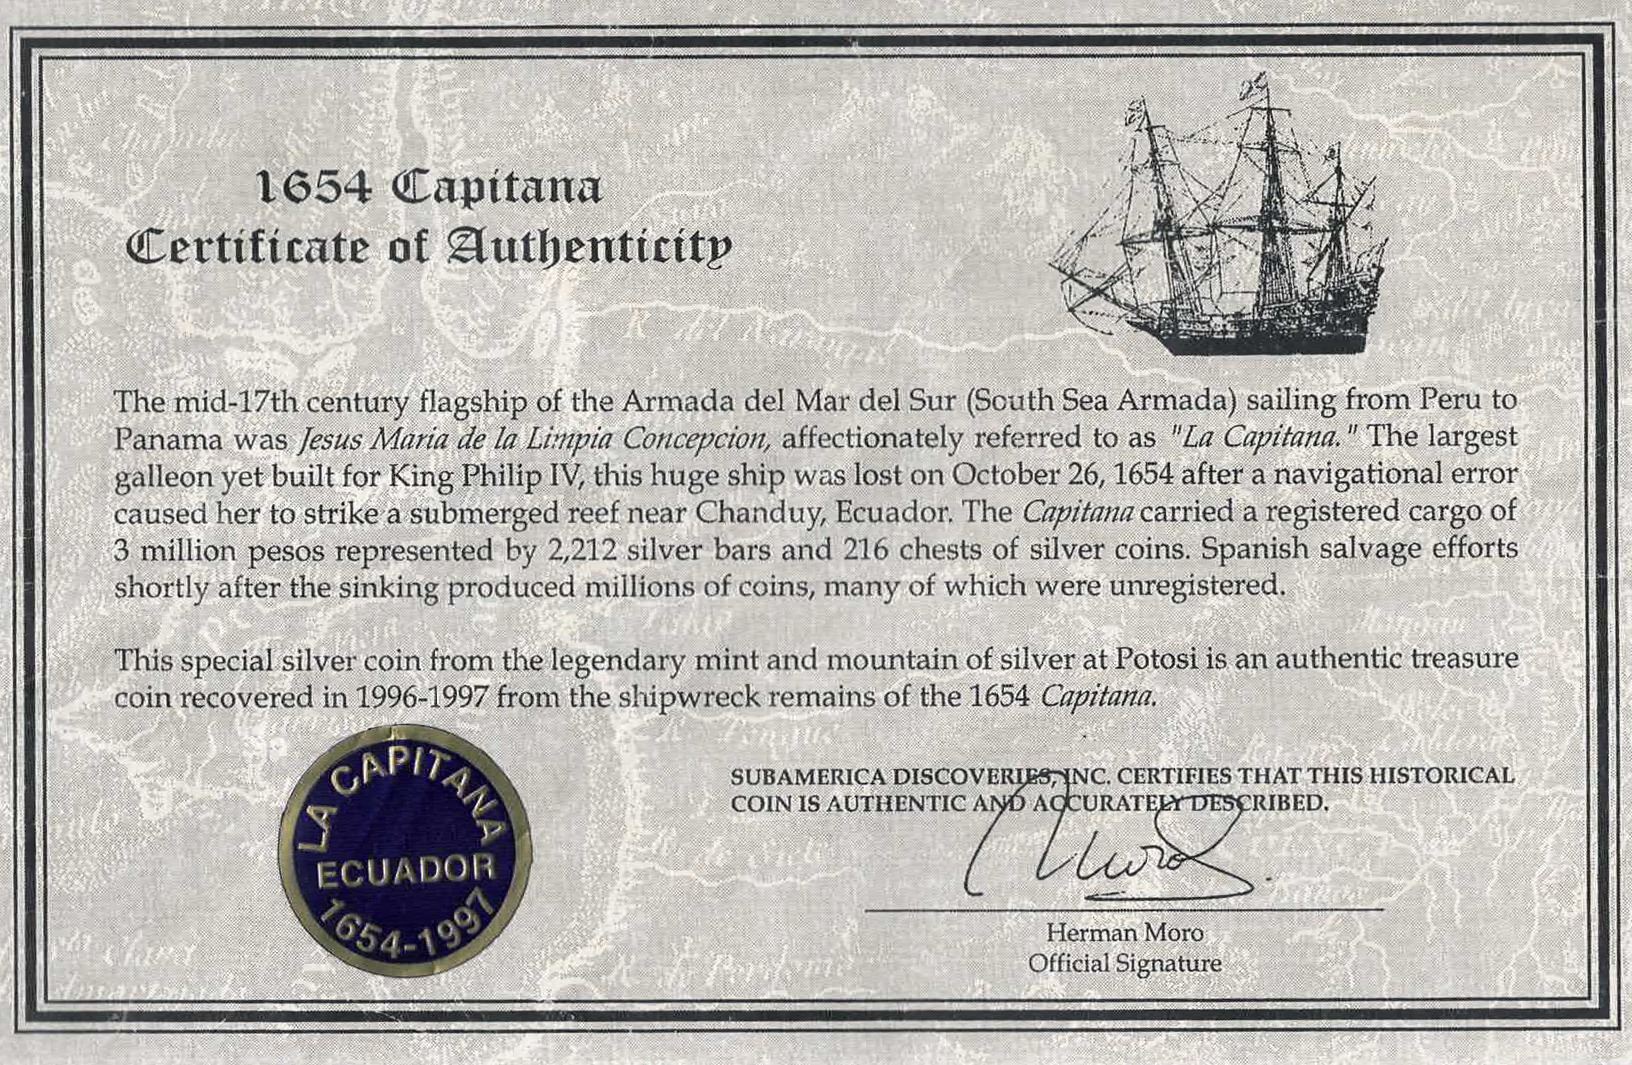 1654 Capitana
Certificate of Authenticity
The mid-17th century flagship of the Armada del Mar del Sur (South Sea Armada) sailing from Peru to
Panama was Jesus Maria de la Limpia Concepcion, affectionately referred to as "La Capitana." The largest
galleon yet built for King Philip IV, this huge ship was lost on October 26, 1654 after a navigational error
caused her to strike a submerged reef near Chanduy, Ecuador. The Capitana carried a registered cargo of
3 million pesos represented by 2,212 silver bars and 216 chests of silver coins. Spanish salvage efforts
shortly after the sinking produced millions of coins, many of which were unregistered.
This special silver coin from the legendary mint and mountain of silver at Potosi is an authentic treasure
coin recovered in 1996-1997 from the shipwreck remains of the 1654 Capitana.
LA CAPITANA
ECUADOR
1654-1997
SUBAMERICA DISCOVERIES, INC. CERTIFIES THAT THIS HISTORICAL
COIN IS AUTHENTIC AND ACCURATELY DESCRIBED.
Moro
Herman Moro
Official Signature